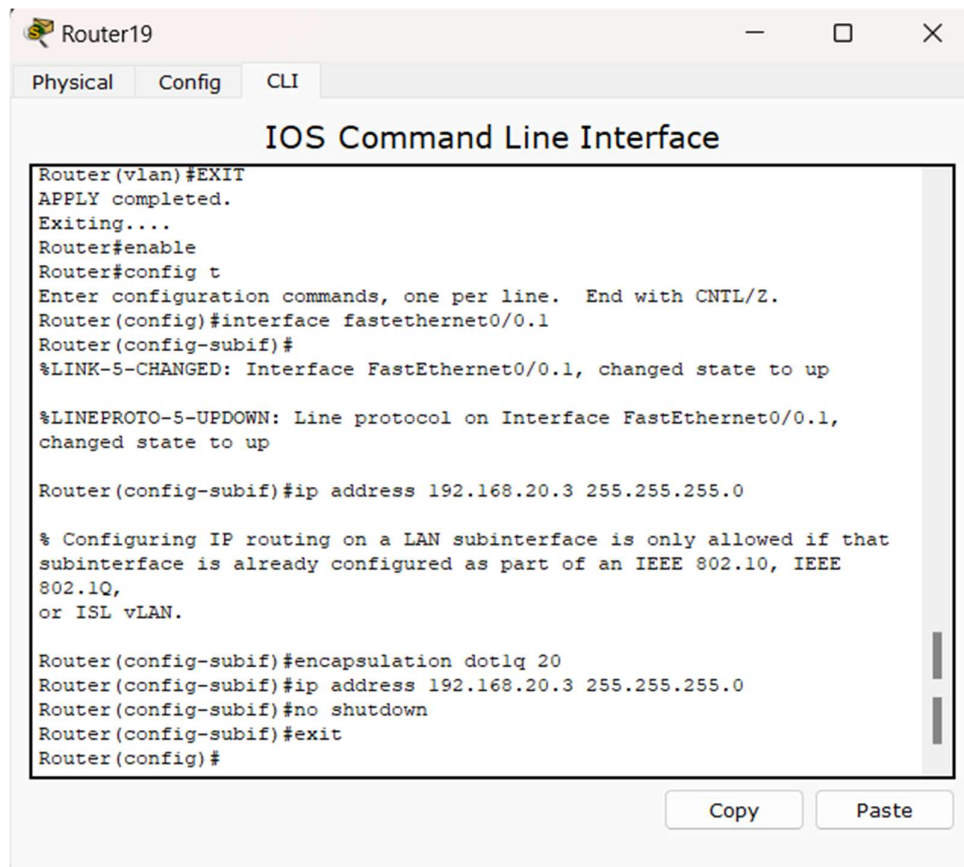 Router19
Physical Config CLI
IOS Command Line Interface
Router(vlan)#EXIT
APPLY completed.
Exiting....
Router#enable
Router#config t
Enter configuration commands, one per line.  End with CNTL/Z.
Router(config)#interface fastethernet0/0.1
Router(config-subif)#
%LINK-5-CHANGED: Interface FastEthernet0/0.1, changed state to up
%LINEPROTO-5-UPDOWN: Line protocol on Interface FastEthernet0/0.1,
changed state to up
Router(config-subif)#ip address 192.168.20.3 255.255.255.0
% Configuring IP routing on a LAN subinterface is only allowed if that
subinterface is already configured as part of an IEEE 802.10, IEEE
802.1Q,
or ISL vLAN.
Router(config-subif)#encapsulation dot1q 20
Router(config-subif)#ip address 192.168.20.3 255.255.255.0
Router(config-subif)#no shutdown
Router(config-subif)#exit
Router(config)#
Copy Paste